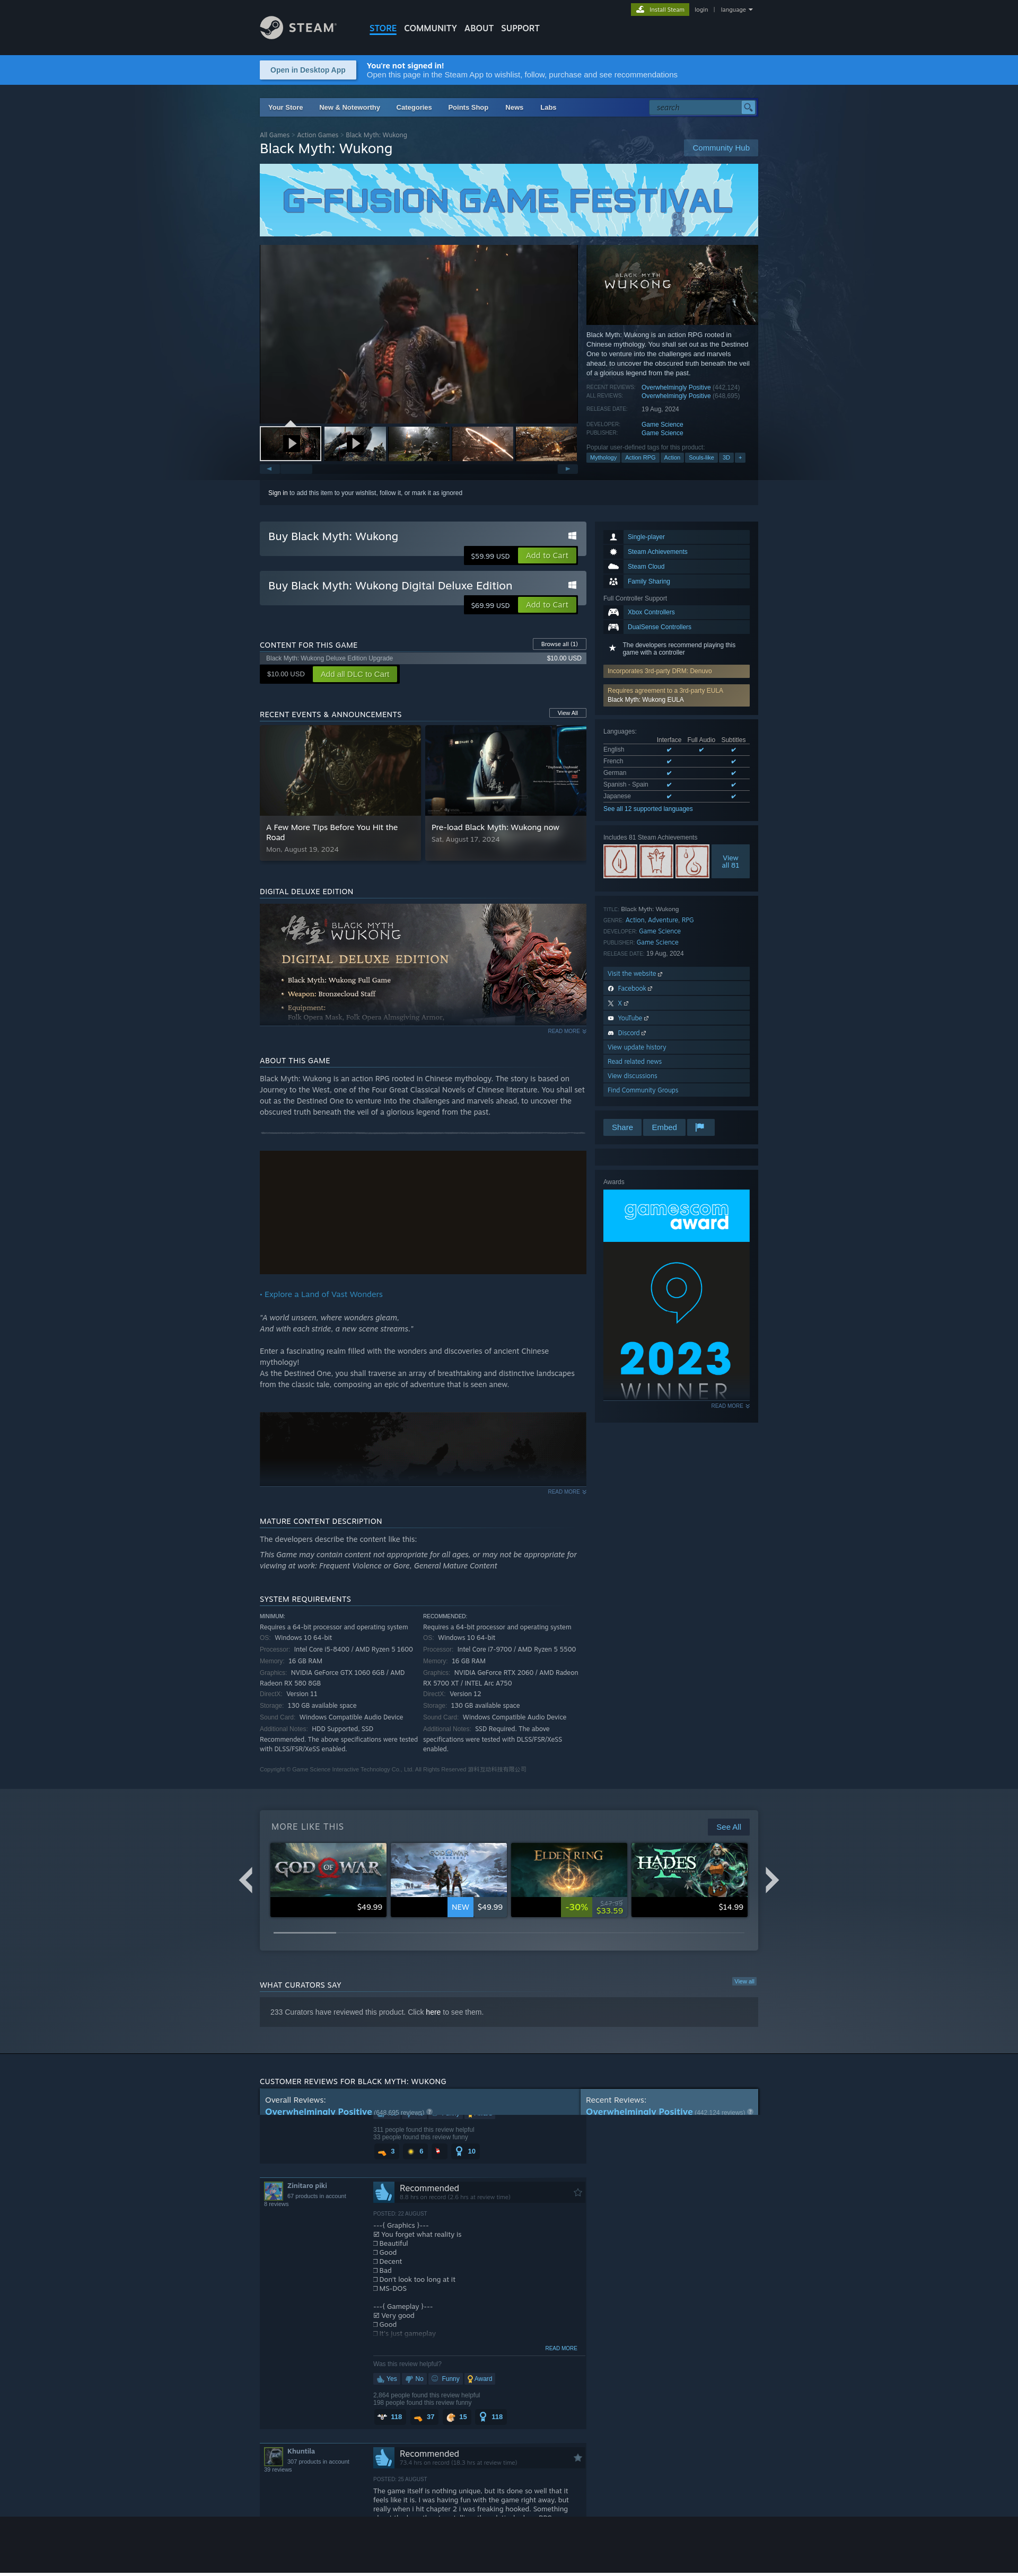 Install Steam
login
language
STEAM
STORE
COMMUNITY
ABOUT
SUPPORT
Open in Desktop App
You're not signed in!
Open this page in the Steam App to wishlist, follow, purchase and see recommendations
Your Store
New & Noteworthy
Categories
Points Shop
News
Labs
search
All Games > Action Games > Black Myth: Wukong
Black Myth: Wukong
Community Hub
G-FUSION GAME FESTIVAL
BLACK MYTH
WUKONG
Black Myth: Wukong is an action RPG rooted in
Chinese mythology. You shall set out as the Destined
One to venture into the challenges and marvels
ahead, to uncover the obscured truth beneath the veil
of a glorious legend from the past.
RECENT REVIEWS: Overwhelmingly Positive (442,124)
ALL REVIEWS: Overwhelmingly Positive (648,695)
RELEASE DATE: 19 Aug, 2024
DEVELOPER: Game Science
PUBLISHER: Game Science
Popular user-defined tags for this product:
Mythology
Action RPG
Action
Souls-like
3D
+
Sign in to add this item to your wishlist, follow it, or mark it as ignored
Buy Black Myth: Wukong
$59.99 USD
Add to Cart
Buy Black Myth: Wukong Digital Deluxe Edition
$69.99 USD
Add to Cart
CONTENT FOR THIS GAME
Browse all (1)
Black Myth: Wukong Deluxe Edition Upgrade
$10.00 USD
$10.00 USD
Add all DLC to Cart
RECENT EVENTS & ANNOUNCEMENTS
View All
A Few More Tips Before You Hit the
Road
Mon, August 19, 2024
Pre-load Black Myth: Wukong now
Sat, August 17, 2024
DIGITAL DELUXE EDITION
悟空
BLACK MYTH
WUKONG
DIGITAL DELUXE EDITION
• Black Myth: Wukong Full Game
• Weapon: Bronzecloud Staff
• Equipment:
Folk Opera Mask, Folk Opera Almsgiving Armor,
READ MORE
ABOUT THIS GAME
Black Myth: Wukong is an action RPG rooted in Chinese mythology. The story is based on
Journey to the West, one of the Four Great Classical Novels of Chinese literature. You shall set
out as the Destined One to venture into the challenges and marvels ahead, to uncover the
obscured truth beneath the veil of a glorious legend from the past.
• Explore a Land of Vast Wonders
"A world unseen, where wonders gleam,
And with each stride, a new scene streams."
Enter a fascinating realm filled with the wonders and discoveries of ancient Chinese
mythology!
As the Destined One, you shall traverse an array of breathtaking and distinctive landscapes
from the classic tale, composing an epic of adventure that is seen anew.
READ MORE
MATURE CONTENT DESCRIPTION
The developers describe the content like this:
This Game may contain content not appropriate for all ages, or may not be appropriate for
viewing at work: Frequent Violence or Gore, General Mature Content
SYSTEM REQUIREMENTS
MINIMUM:
Requires a 64-bit processor and operating system
OS: Windows 10 64-bit
Processor: Intel Core i5-8400 / AMD Ryzen 5 1600
Memory: 16 GB RAM
Graphics: NVIDIA GeForce GTX 1060 6GB / AMD
Radeon RX 580 8GB
DirectX: Version 11
Storage: 130 GB available space
Sound Card: Windows Compatible Audio Device
Additional Notes: HDD Supported, SSD
Recommended. The above specifications were tested
with DLSS/FSR/XeSS enabled.
RECOMMENDED:
Requires a 64-bit processor and operating system
OS: Windows 10 64-bit
Processor: Intel Core i7-9700 / AMD Ryzen 5 5500
Memory: 16 GB RAM
Graphics: NVIDIA GeForce RTX 2060 / AMD Radeon
RX 5700 XT / INTEL Arc A750
DirectX: Version 12
Storage: 130 GB available space
Sound Card: Windows Compatible Audio Device
Additional Notes: SSD Required. The above
specifications were tested with DLSS/FSR/XeSS
enabled.
Copyright © Game Science Interactive Technology Co., Ltd. All Rights Reserved
Single-player
Steam Achievements
Steam Cloud
Family Sharing
Full Controller Support
Xbox Controllers
DualSense Controllers
The developers recommend playing this
game with a controller
Incorporates 3rd-party DRM: Denuvo
Requires agreement to a 3rd-party EULA
Black Myth: Wukong EULA
Languages:
Interface Full Audio Subtitles
English ✔ ✔ ✔
French ✔ ✔
German ✔ ✔
Spanish - Spain ✔ ✔
Japanese ✔ ✔
See all 12 supported languages
Includes 81 Steam Achievements
View
all 81
TITLE: Black Myth: Wukong
GENRE: Action, Adventure, RPG
DEVELOPER: Game Science
PUBLISHER: Game Science
RELEASE DATE: 19 Aug, 2024
Visit the website
Facebook
X
YouTube
Discord
View update history
Read related news
View discussions
Find Community Groups
Share
Embed
Awards
gamescom
award
2023
WINNER
READ MORE
MORE LIKE THIS
See All
GOD OF WAR
$49.99
GOD OF WAR
RAGNARÖK
NEW
$49.99
ELDEN RING
-30%
$47.99
$33.59
HADES II
$14.99
WHAT CURATORS SAY
View all
233 Curators have reviewed this product. Click here to see them.
CUSTOMER REVIEWS FOR BLACK MYTH: WUKONG
Overall Reviews:
Overwhelmingly Positive (648,695 reviews)
Recent Reviews:
Overwhelmingly Positive (442,124 reviews)
311 people found this review helpful
33 people found this review funny
3
6
10
Zinitaro piki
67 products in account
8 reviews
Recommended
8.8 hrs on record (2.6 hrs at review time)
POSTED: 22 AUGUST
---{ Graphics }---
☑ You forget what reality is
☐ Beautiful
☐ Good
☐ Decent
☐ Bad
☐ Don't look too long at it
☐ MS-DOS
---{ Gameplay }---
☑ Very good
☐ Good
☐ It's just gameplay
READ MORE
Was this review helpful?
Yes
No
Funny
Award
2,864 people found this review helpful
198 people found this review funny
118
37
15
118
Khuntila
307 products in account
39 reviews
Recommended
73.4 hrs on record (16.3 hrs at review time)
POSTED: 25 AUGUST
The game itself is nothing unique, but its done so well that it
feels like it is. I was having fun with the game right away, but
really when i hit chapter 2 I was freaking hooked. Something